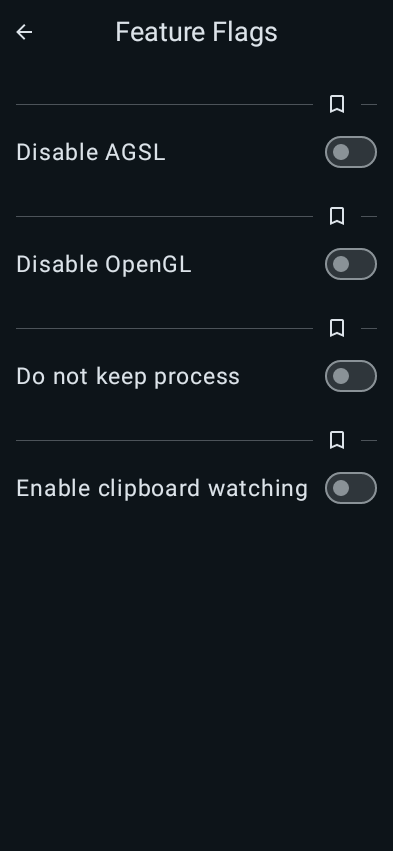 Feature Flags
Disable AGSL
Disable OpenGL
Do not keep process
Enable clipboard watching